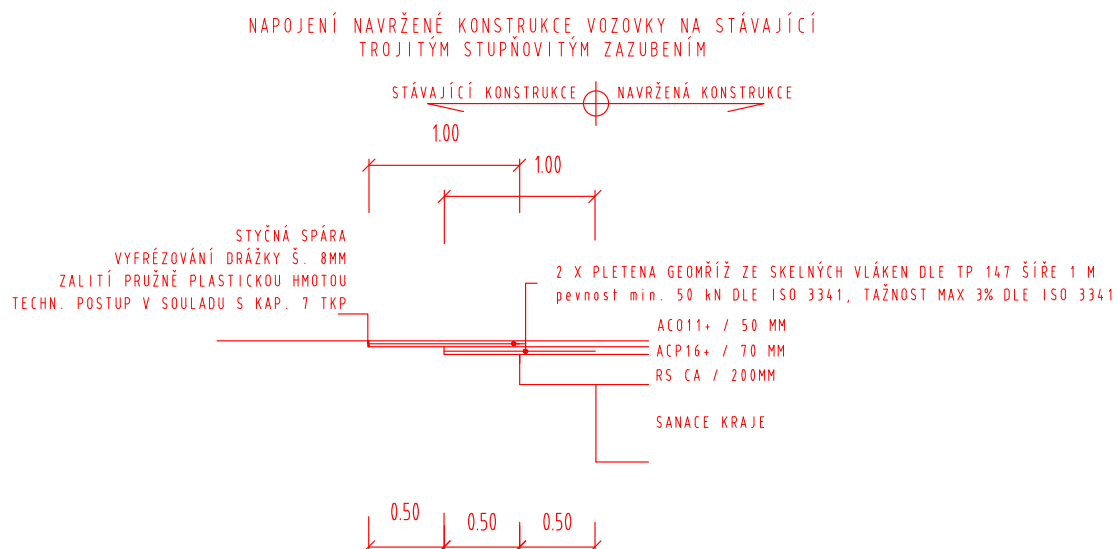 NAPOJENÍ NAVRŽENÉ KONSTRUKCE VOZOVKY NA STÁVAJÍCÍ
TROJITÝM STUPŇOVITÝM ZAZUBENÍM
STÁVAJÍCÍ KONSTRUKCE
NAVRŽENÁ KONSTRUKCE
1.00
1.00
STYČNÁ SPÁRA
VYFRÉZOVÁNÍ DRÁŽKY Š. 8MM
ZALITÍ PRUŽNĚ PLASTICKOU HMOTOU
TECHN. POSTUP V SOULADU S KAP. 7 TKP
2 X PLETENA GEOMŘÍŽ ZE SKELNÝCH VLÁKEN DLE TP 147 ŠÍŘE 1 M
pevnost min. 50 kN DLE ISO 3341, TAŽNOST MAX 3% DLE ISO 3341
ACO11+ / 50 MM
ACP16+ / 70 MM
RS CA / 200MM
SANACE KRAJE
0.50
0.50
0.50